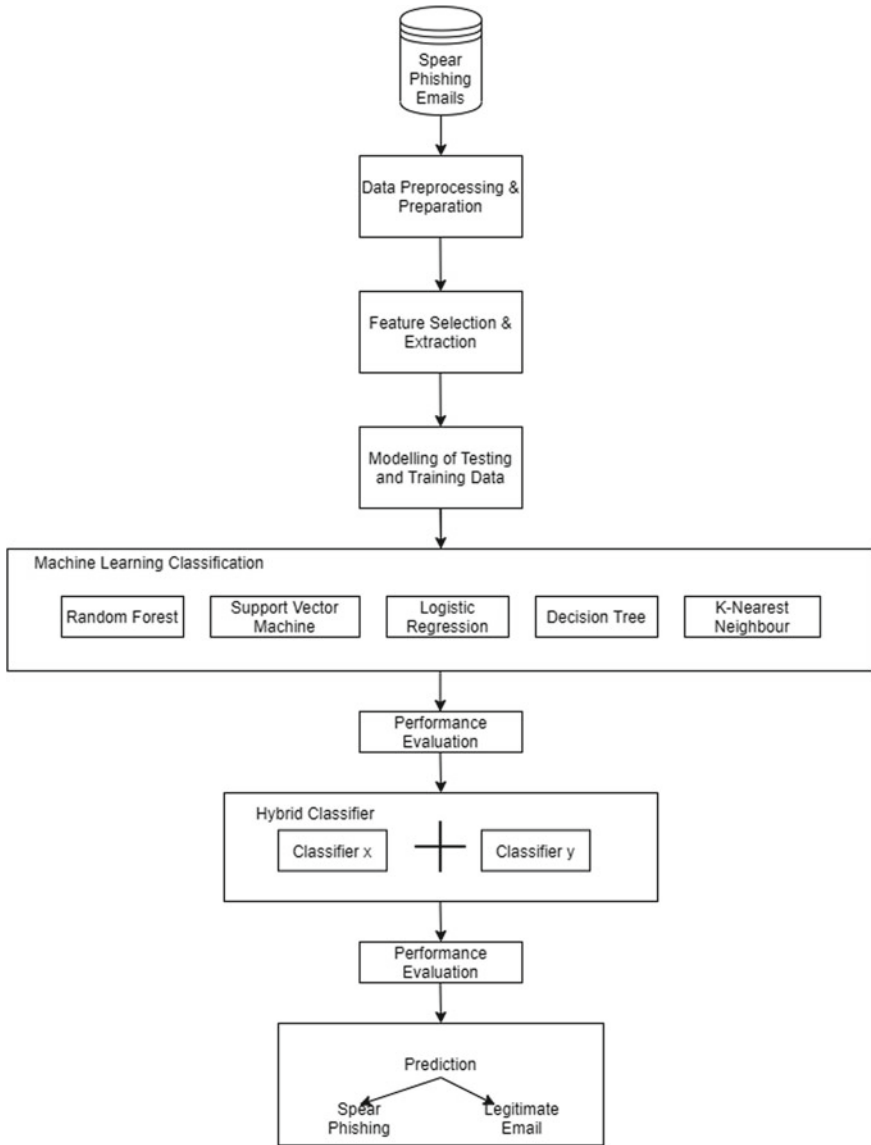 Spear
Phishing
Emails
Data Preprocessing &
Preparation
Feature Selection &
Extraction
Modelling of Testing
and Training Data
Machine Learning Classification
Random Forest
Support Vector
Machine
Logistic
Regression
Decision Tree
K-Nearest
Neighbour
Performance
Evaluation
Hybrid Classifier
Classifier x
Classifier y
Performance
Evaluation
Prediction
Spear
Phishing
Legitimate
Email